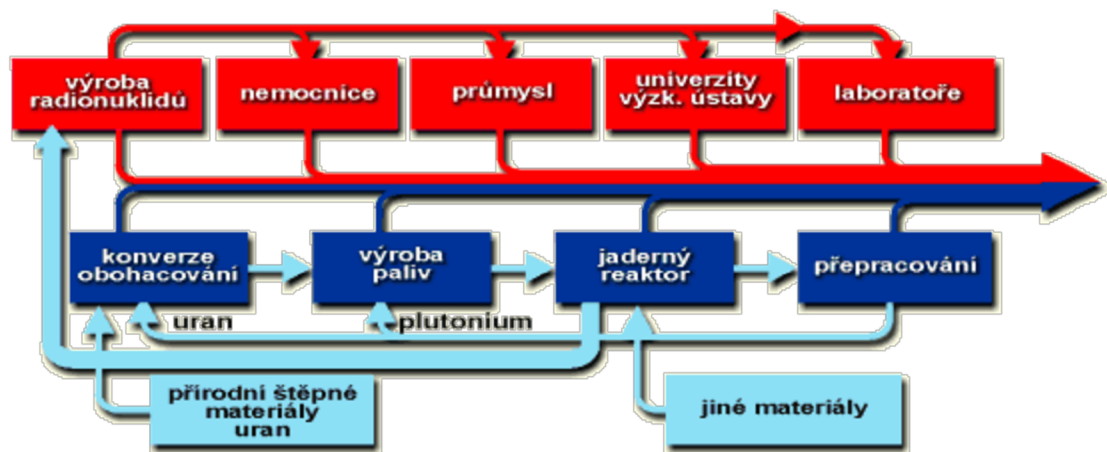 výroba
radionuklidů
nemocnice
průmysl
univerzity
výzk. ústavy
laboratoře
konverze
obohacování
výroba
paliv
jaderný
reaktor
přepracování
uran
plutonium
přírodní štěpné
materiály
uran
jiné materiály